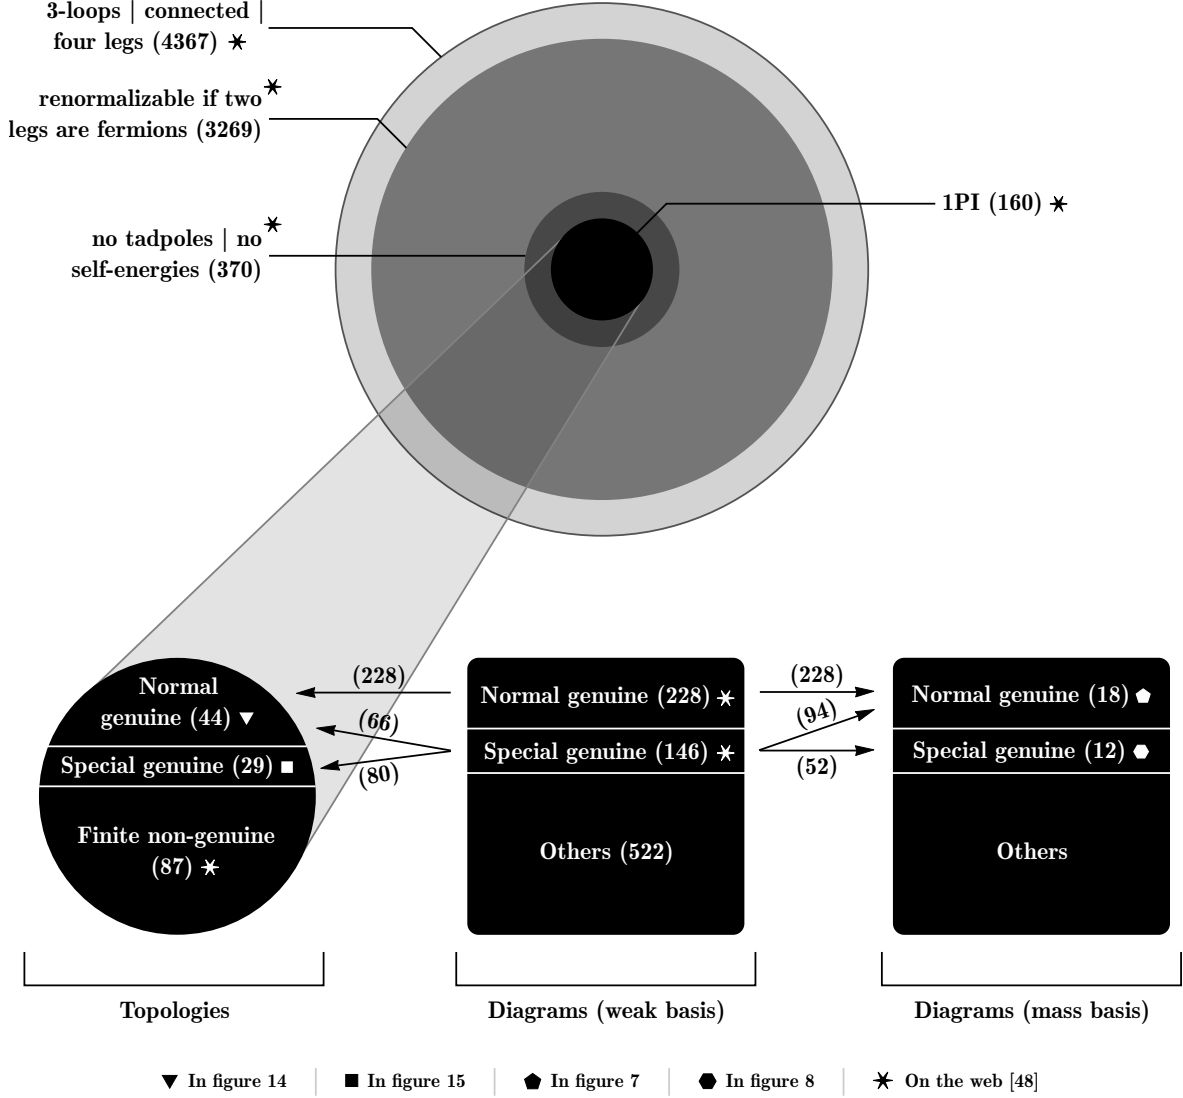 3-loops | connected |
four legs (4367) ✶
renormalizable if two ✶
legs are fermions (3269)
1PI (160) ✶
no tadpoles | no ✶
self-energies (370)
Normal
genuine (44) ▼
Special genuine (29) ■
Finite non-genuine
(87) ✶
(228)
(66)
(80)
Normal genuine (228) ✶
Special genuine (146) ✶
Others (522)
(228)
(94)
(52)
Normal genuine (18) ⬟
Special genuine (12) ⬢
Others
Topologies
Diagrams (weak basis)
Diagrams (mass basis)
▼ In figure 14 | ■ In figure 15 | ⬟ In figure 7 | ⬢ In figure 8 | ✶ On the web [48]